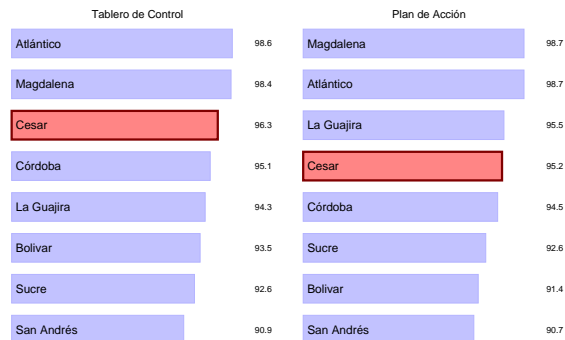 Tablero de Control
Atlántico 98.6
Magdalena 98.4
Cesar 96.3
Córdoba 95.1
La Guajira 94.3
Bolivar 93.5
Sucre 92.6
San Andrés 90.9
Plan de Acción
Magdalena 98.7
Atlántico 98.7
La Guajira 95.5
Cesar 95.2
Córdoba 94.5
Sucre 92.6
Bolivar 91.4
San Andrés 90.7